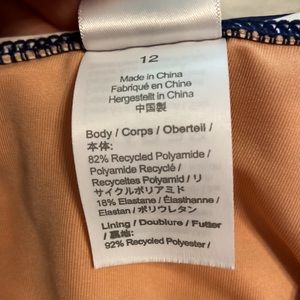 12
Made in China
Fabriqué en Chine
Hergestellt in China
中国製
Body / Corps / Oberteil /
本体:
82% Recycled Polyamide /
Polyamide Recyclé /
Recyceltes Polyamid / リ
サイクルポリアミド
18% Elastane / Élasthanne /
Elastan / ポリウレタン
Lining / Doublure / Futter
/ 裏地:
92% Recycled Polyester /